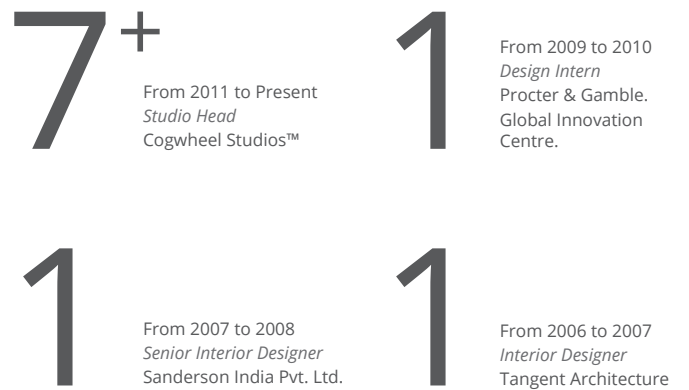 7+
From 2011 to Present
Studio Head
Cogwheel Studios™
1
From 2009 to 2010
Design Intern
Procter & Gamble.
Global Innovation
Centre.
1
From 2007 to 2008
Senior Interior Designer
Sanderson India Pvt. Ltd.
1
From 2006 to 2007
Interior Designer
Tangent Architecture